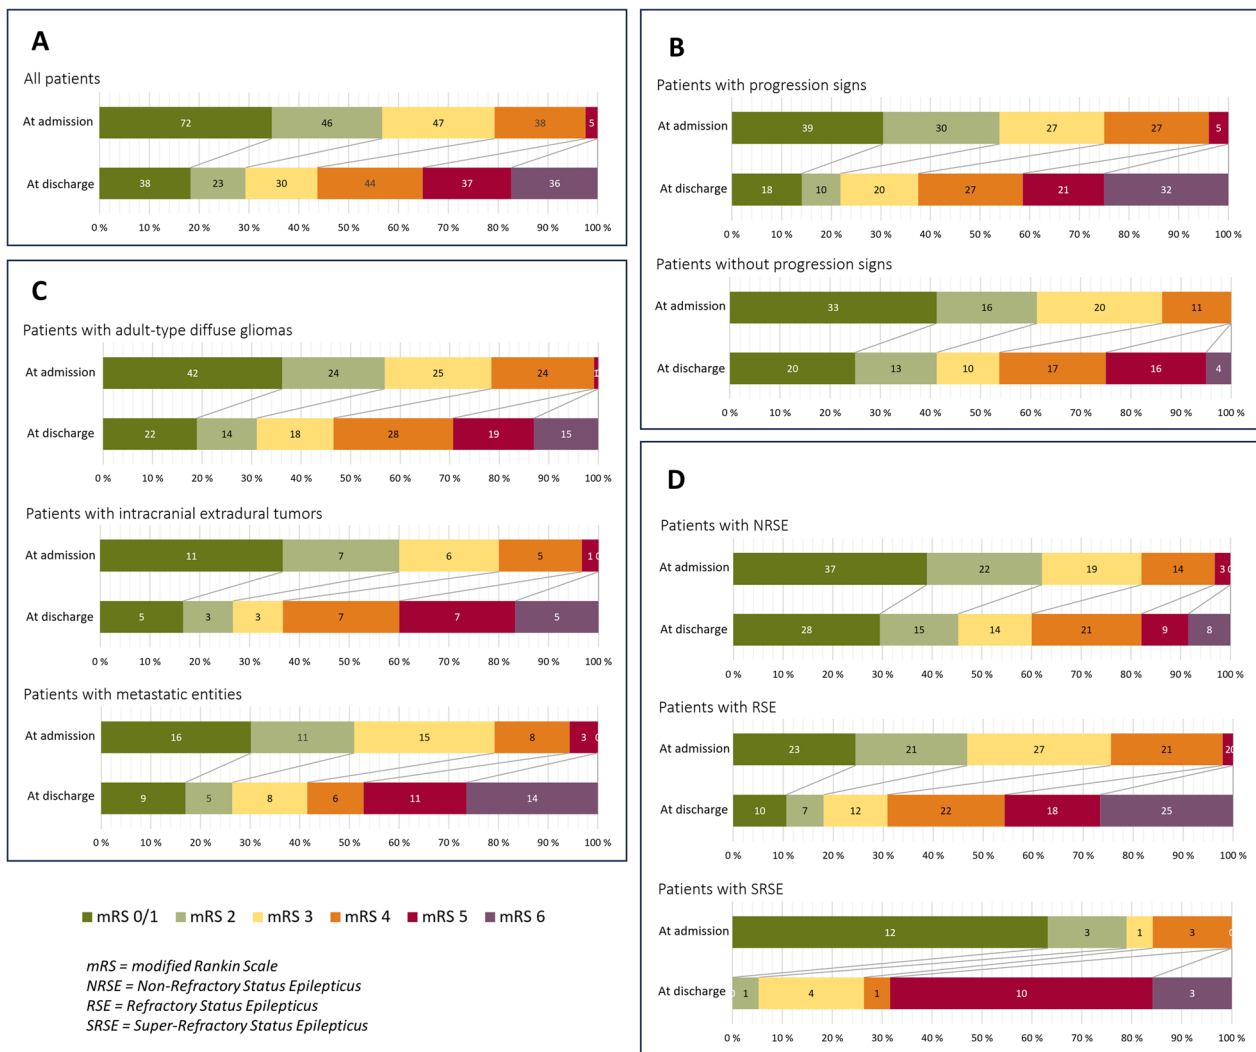 A
All patients
At admission 72 46 47 38 5
At discharge 38 23 30 44 37 36
0 % 10 % 20 % 30 % 40 % 50 % 60 % 70 % 80 % 90 % 100 %
B
Patients with progression signs
At admission 39 30 27 27 5
At discharge 18 10 20 27 21 32
0 % 10 % 20 % 30 % 40 % 50 % 60 % 70 % 80 % 90 % 100 %
Patients without progression signs
At admission 33 16 20 11
At discharge 20 13 10 17 16 4
0 % 10 % 20 % 30 % 40 % 50 % 60 % 70 % 80 % 90 % 100 %
C
Patients with adult-type diffuse gliomas
At admission 42 24 25 24 1
At discharge 22 14 18 28 19 15
0 % 10 % 20 % 30 % 40 % 50 % 60 % 70 % 80 % 90 % 100 %
Patients with intracranial extradural tumors
At admission 11 7 6 5 1 0
At discharge 5 3 3 7 7 5
0 % 10 % 20 % 30 % 40 % 50 % 60 % 70 % 80 % 90 % 100 %
Patients with metastatic entities
At admission 16 11 15 8 3 0
At discharge 9 5 8 6 11 14
0 % 10 % 20 % 30 % 40 % 50 % 60 % 70 % 80 % 90 % 100 %
D
Patients with NRSE
At admission 37 22 19 14 3 0
At discharge 28 15 14 21 9 8
0 % 10 % 20 % 30 % 40 % 50 % 60 % 70 % 80 % 90 % 100 %
Patients with RSE
At admission 23 21 27 21 2 0
At discharge 10 7 12 22 18 25
0 % 10 % 20 % 30 % 40 % 50 % 60 % 70 % 80 % 90 % 100 %
Patients with SRSE
At admission 12 3 1 3 0
At discharge 0 1 4 1 10 3
0 % 10 % 20 % 30 % 40 % 50 % 60 % 70 % 80 % 90 % 100 %
mRS 0/1 mRS 2 mRS 3 mRS 4 mRS 5 mRS 6
mRS = modified Rankin Scale
NRSE = Non-Refractory Status Epilepticus
RSE = Refractory Status Epilepticus
SRSE = Super-Refractory Status Epilepticus